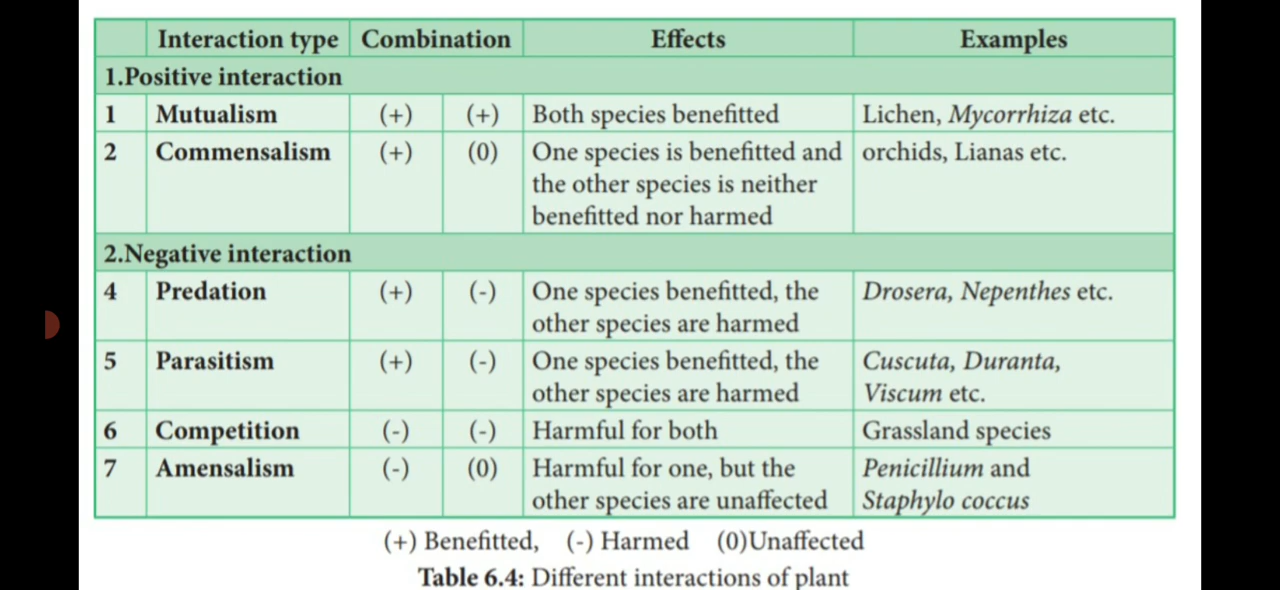 Interaction type Combination Effects Examples
1.Positive interaction
1 Mutualism (+) (+) Both species benefitted Lichen, Mycorrhiza etc.
2 Commensalism (+) (0) One species is benefitted and orchids, Lianas etc.
the other species is neither
benefitted nor harmed
2.Negative interaction
4 Predation (+) (-) One species benefitted, the Drosera, Nepenthes etc.
other species are harmed
5 Parasitism (+) (-) One species benefitted, the Cuscuta, Duranta,
other species are harmed Viscum etc.
6 Competition (-) (-) Harmful for both Grassland species
7 Amensalism (-) (0) Harmful for one, but the Penicillium and
other species are unaffected Staphylo coccus
(+) Benefitted, (-) Harmed (0)Unaffected
Table 6.4: Different interactions of plant